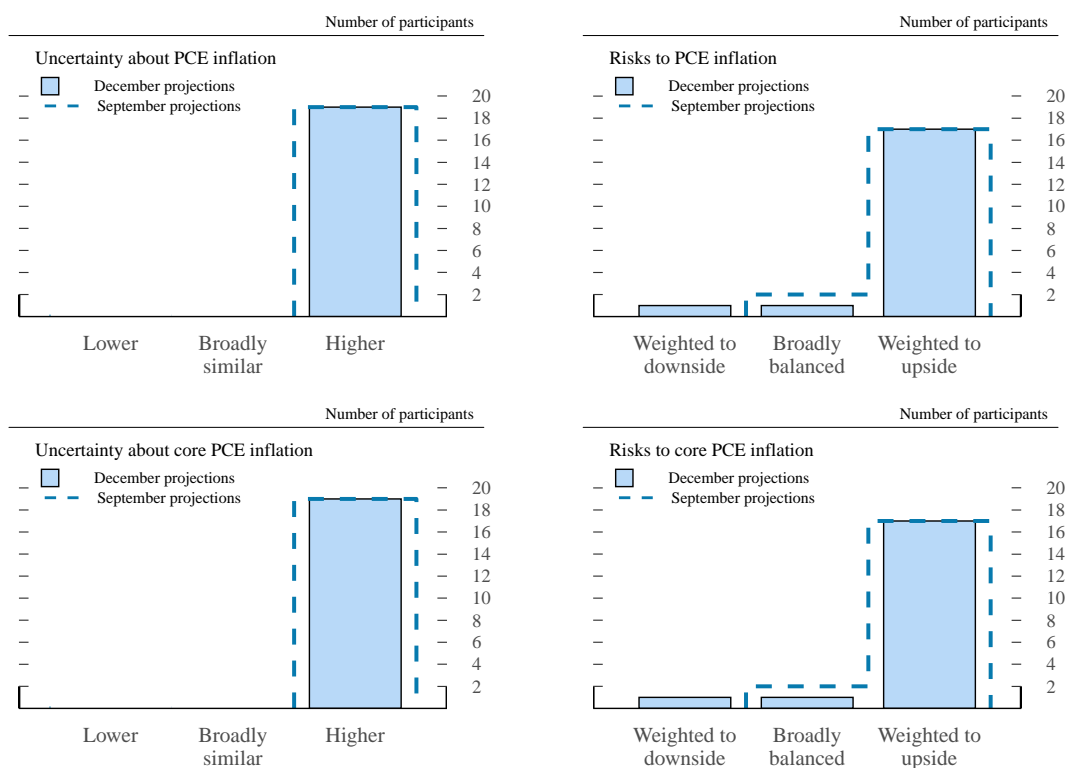 Number of participants
Uncertainty about PCE inflation
December projections
September projections
20
18
16
14
12
10
8
6
4
2
Lower
Broadly similar
Higher
Number of participants
Risks to PCE inflation
December projections
September projections
20
18
16
14
12
10
8
6
4
2
Weighted to downside
Broadly balanced
Weighted to upside
Number of participants
Uncertainty about core PCE inflation
December projections
September projections
20
18
16
14
12
10
8
6
4
2
Lower
Broadly similar
Higher
Number of participants
Risks to core PCE inflation
December projections
September projections
20
18
16
14
12
10
8
6
4
2
Weighted to downside
Broadly balanced
Weighted to upside